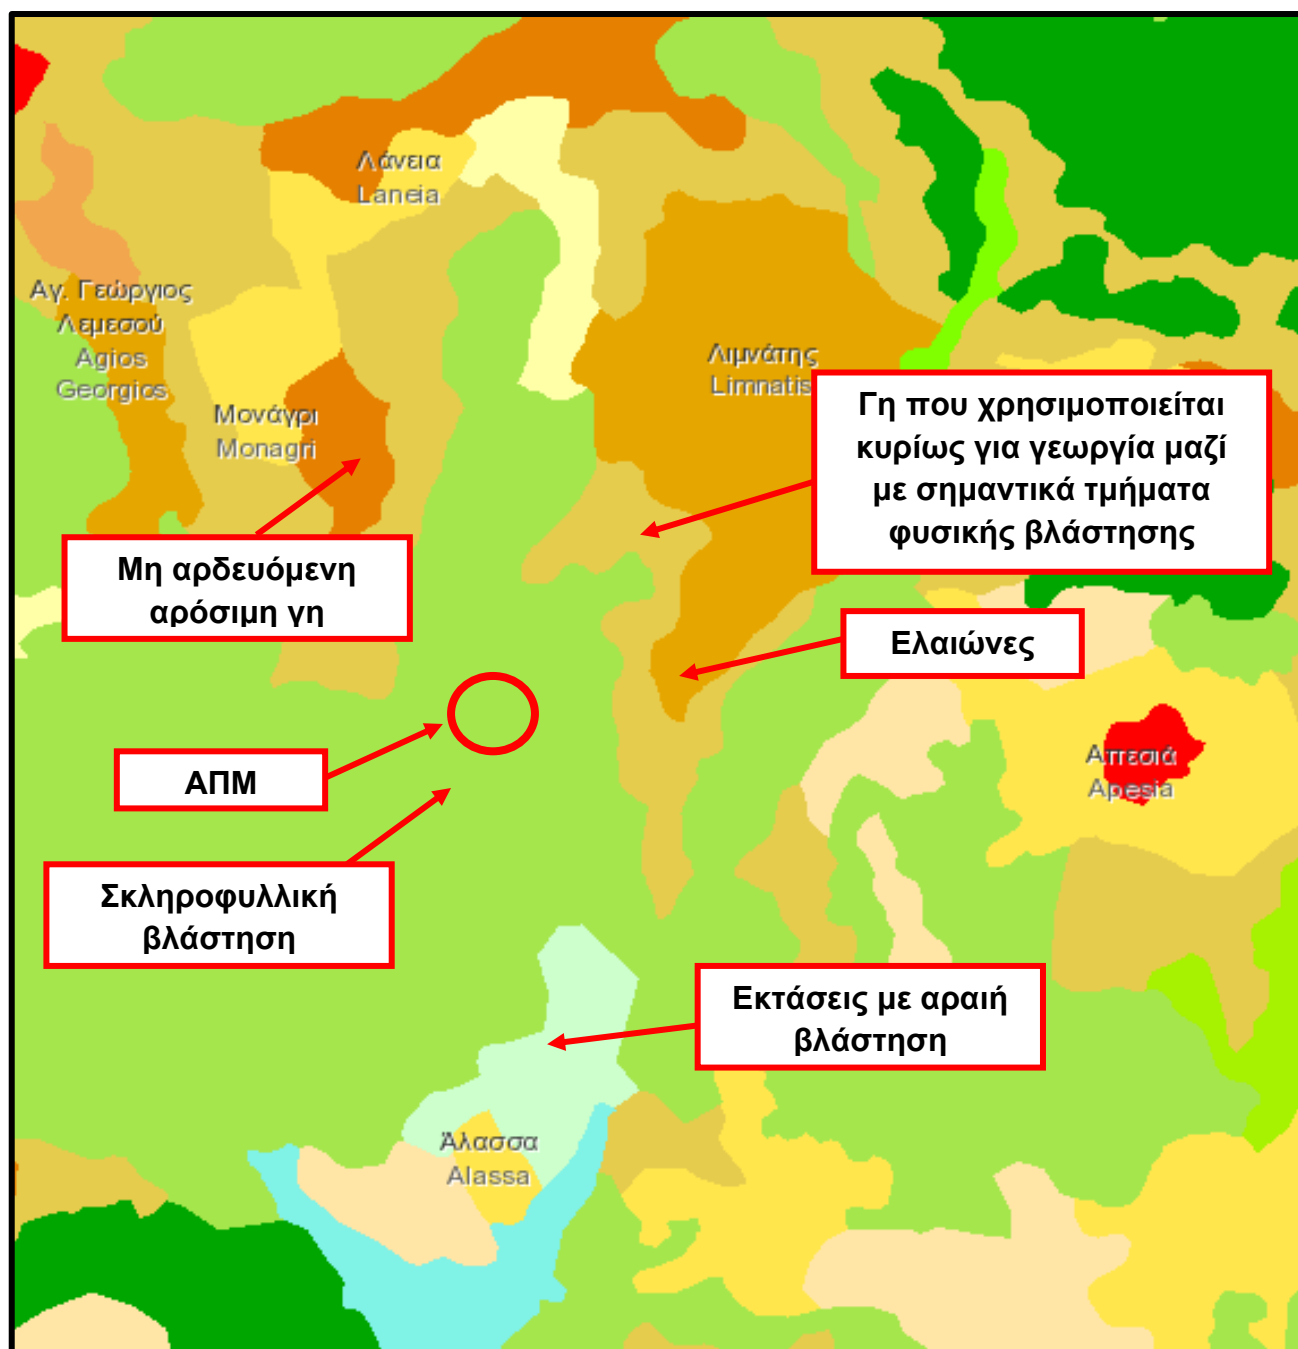 Λάνεια
Laneia
Αγ. Γεώργιος
Λεμεσού
Agios
Georgios
Λιμνάτης
Limnatis
Μονάγρι
Monagri
Γη που χρησιμοποιείται
κυρίως για γεωργία μαζί
με σημαντικά τμήματα
φυσικής βλάστησης
Μη αρδευόμενη
αρόσιμη γη
Ελαιώνες
ΑΠΜ
Απεσιά
Apesia
Σκληροφυλλική
βλάστηση
Εκτάσεις με αραιή
βλάστηση
Άλασσα
Alassa